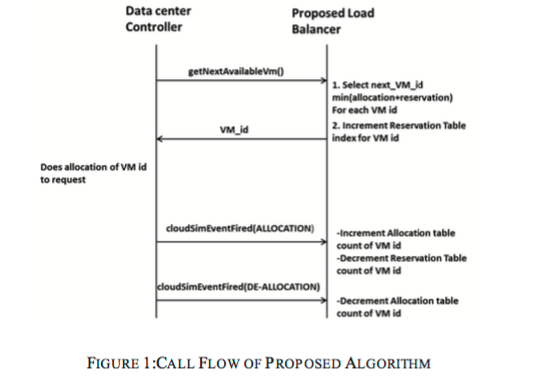 Data center
Controller
Proposed Load
Balancer
getNextAvailableVm()
1. Select next_VM_id
min(allocation+reservation)
For each VM id
VM_id
2. Increment Reservation Table
index for VM id
Does allocation of VM id
to request
cloudSimEventFired(ALLOCATION)
-Increment Allocation table
count of VM id
-Decrement Reservation Table
count of VM id
cloudSimEventFired(DE-ALLOCATION)
-Decrement Allocation table
count of VM id
FIGURE 1:CALL FLOW OF PROPOSED ALGORITHM